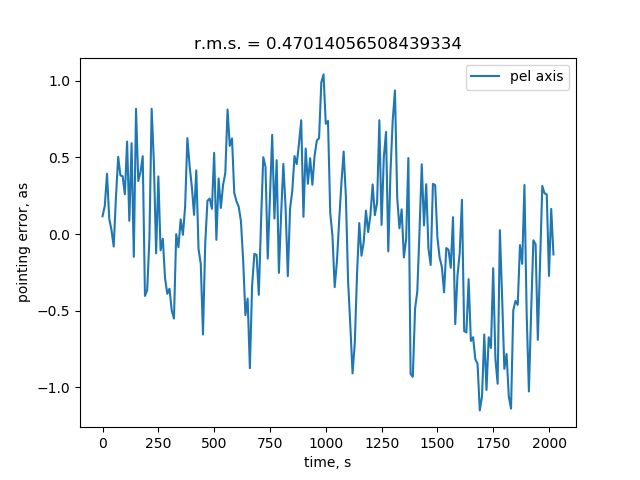 r.m.s. = 0.47014056508439334
pel axis
1.0
0.5
0.0
−0.5
−1.0
pointing error, as
0 250 500 750 1000 1250 1500 1750 2000
time, s